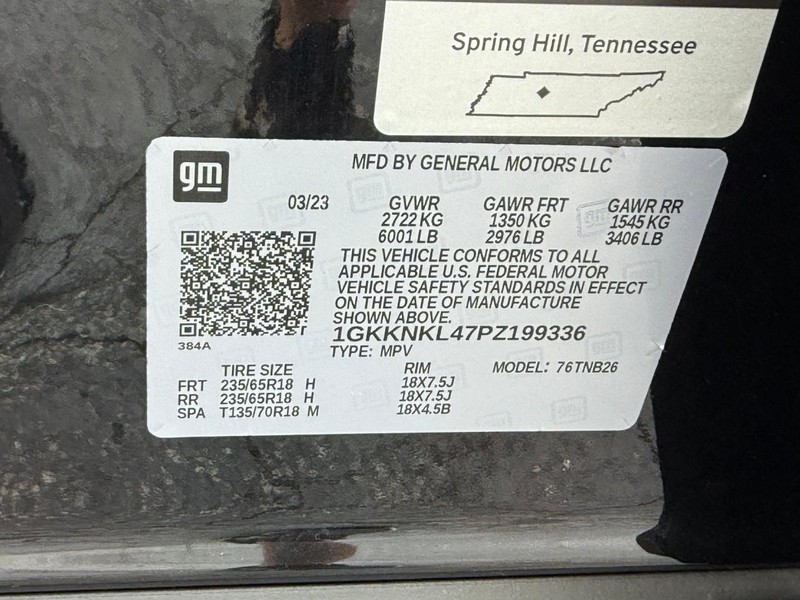 Spring Hill, Tennessee
gm
MFD BY GENERAL MOTORS LLC
03/23 GVWR GAWR FRT GAWR RR
2722 KG 1350 KG 1545 KG
6001 LB 2976 LB 3406 LB
THIS VEHICLE CONFORMS TO ALL
APPLICABLE U.S. FEDERAL MOTOR
VEHICLE SAFETY STANDARDS IN EFFECT
ON THE DATE OF MANUFACTURE
SHOWN ABOVE.
384A
1GKKNKL47PZ199336
TYPE: MPV
TIRE SIZE RIM MODEL: 76TNB26
FRT 235/65R18 H 18X7.5J
RR 235/65R18 H 18X7.5J
SPA T135/70R18 M 18X4.5B